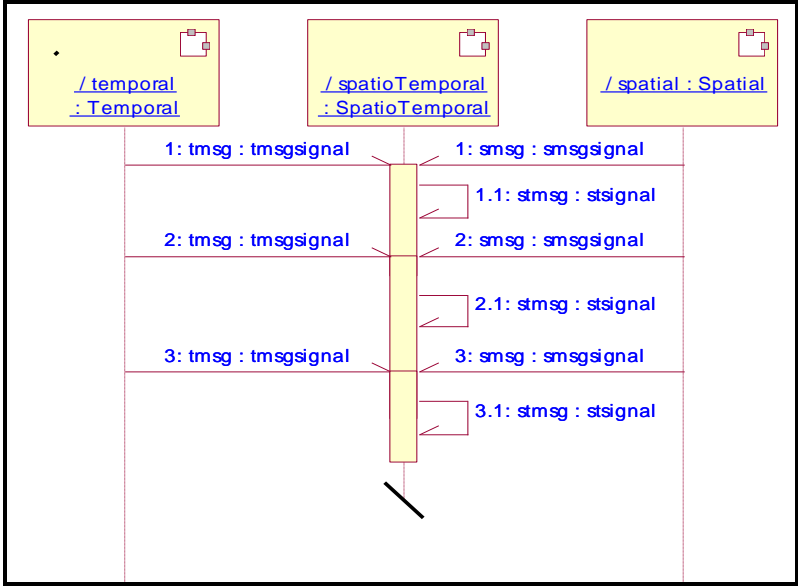 / temporal
: Temporal
/ spatioTemporal
: SpatioTemporal
/ spatial : Spatial
1: tmsg : tmsgsignal
1: smsg : smsgsignal
1.1: stmsg : stsignal
2: tmsg : tmsgsignal
2: smsg : smsgsignal
2.1: stmsg : stsignal
3: tmsg : tmsgsignal
3: smsg : smsgsignal
3.1: stmsg : stsignal